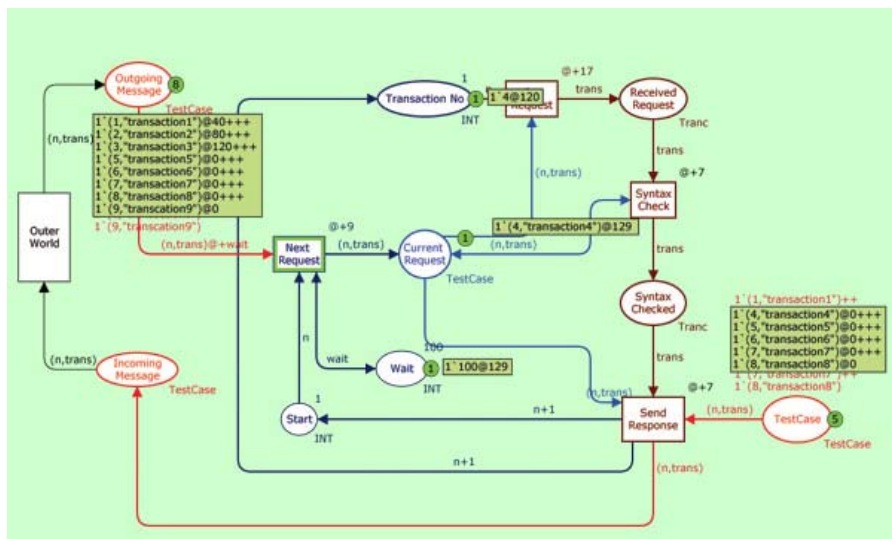 Outgoing
Message
8
TestCase
1`(1,"transaction1")@40+++
1`(2,"transaction2")@80+++
1`(3,"transaction3")@120+++
1`(5,"transaction5")@0+++
1`(6,"transaction6")@0+++
1`(7,"transaction7")@0+++
1`(8,"transaction8")@0+++
1`(9,"transcation9")@0
1`(9,"transaction9")
(n,trans)
Outer
World
(n,trans)
(n,trans)@+wait
Incoming
Message
TestCase
@+9
Next
Request
(n,trans)
Current
Request
1
TestCase
1`(4,"transaction4")@129
(n,trans)
(n,trans)
1
Transaction No
1
1`4@120
INT
@+17
Request
trans
Received
Request
Tranc
trans
@+7
Syntax
Check
trans
Syntax
Checked
Tranc
trans
n
wait
100
Wait
1
1`100@129
INT
1
Start
INT
n+1
n+1
(n,trans)
@+7
Send
Response
(n,trans)
(n,trans)
1`(1,"transaction1")++
1`(4,"transaction4")@0+++
1`(5,"transaction5")@0+++
1`(6,"transaction6")@0+++
1`(7,"transaction7")@0+++
1`(8,"transaction8")@0
1`(7,"transaction7")++
1`(8,"transaction8")
TestCase
5
TestCase